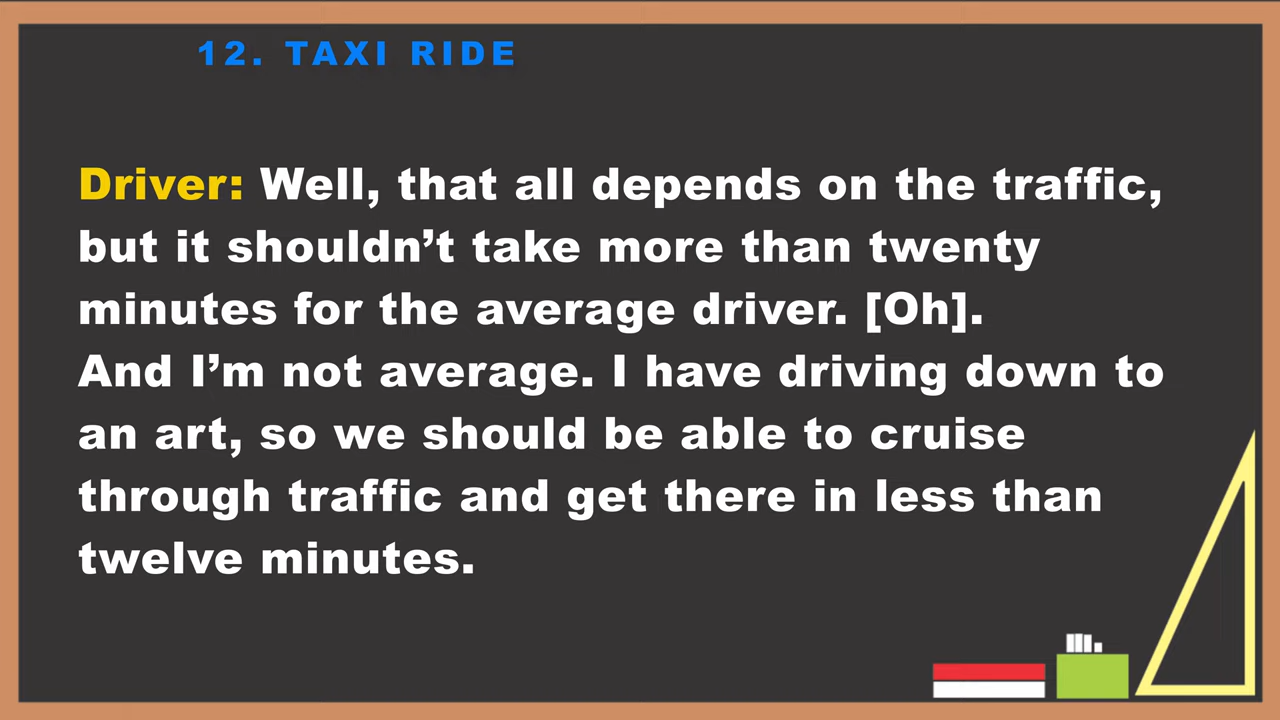 12. TAXI RIDE
Driver: Well, that all depends on the traffic,
but it shouldn’t take more than twenty
minutes for the average driver. [Oh].
And I’m not average. I have driving down to
an art, so we should be able to cruise
through traffic and get there in less than
twelve minutes.